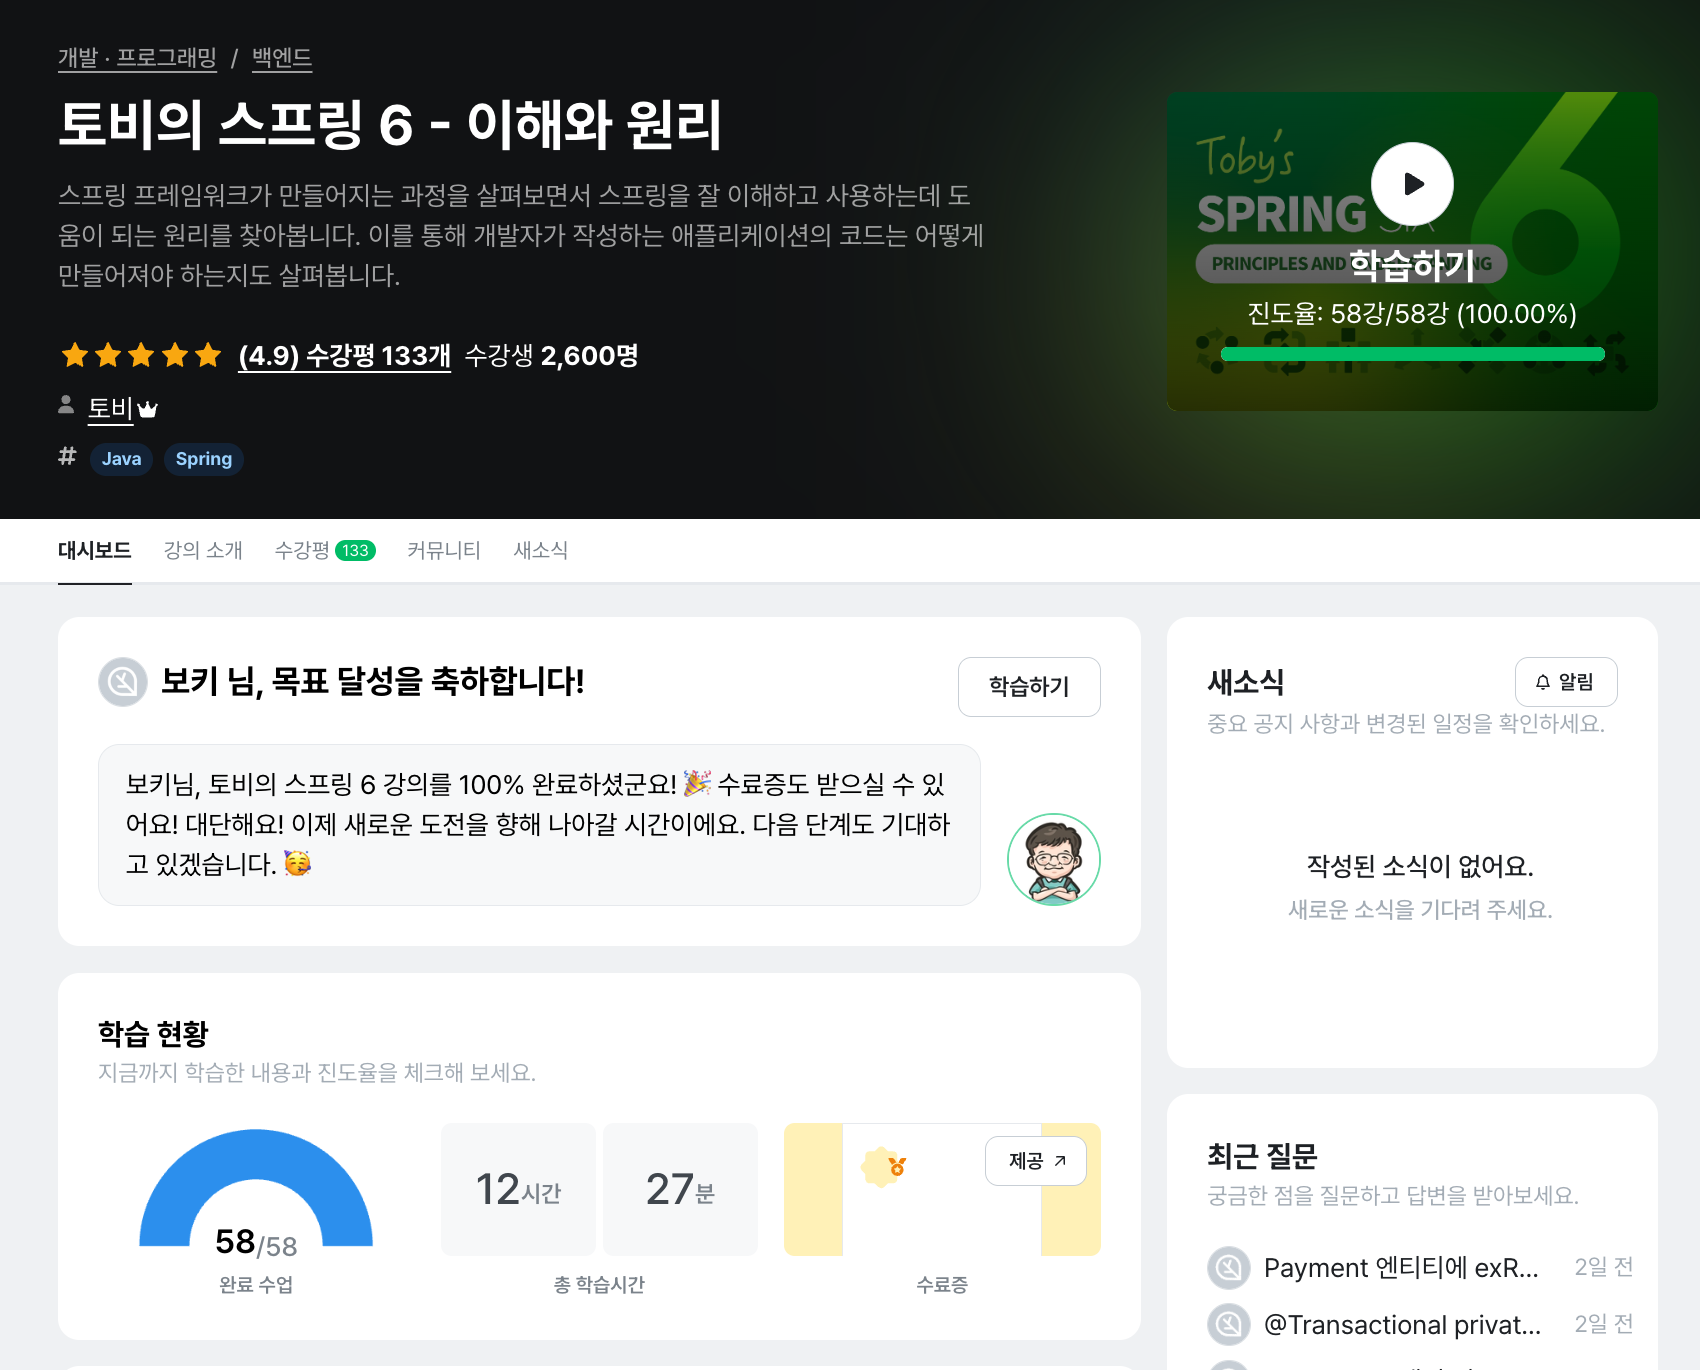 개발 · 프로그래밍 / 백엔드
토비의 스프링 6 - 이해와 원리
스프링 프레임워크가 만들어지는 과정을 살펴보면서 스프링을 잘 이해하고 사용하는데 도
움이 되는 원리를 찾아봅니다. 이를 통해 개발자가 작성하는 애플리케이션의 코드는 어떻게
만들어져야 하는지도 살펴봅니다.
(4.9) 수강평 133개 수강생 2,600명
토비
# Java Spring
Toby's
SPRING
6
PRINCIPLES AND
학습하기
진도율: 58강/58강 (100.00%)
대시보드 강의 소개 수강평 133 커뮤니티 새소식
보키 님, 목표 달성을 축하합니다!
학습하기
보키님, 토비의 스프링 6 강의를 100% 완료하셨군요! 🎉 수료증도 받으실 수 있
어요! 대단해요! 이제 새로운 도전을 향해 나아갈 시간이에요. 다음 단계도 기대하
고 있겠습니다. 🥳
학습 현황
지금까지 학습한 내용과 진도율을 체크해 보세요.
58/58
완료 수업
12시간 27분
총 학습시간
제공
수료증
새소식
알림
중요 공지 사항과 변경된 일정을 확인하세요.
작성된 소식이 없어요.
새로운 소식을 기다려 주세요.
최근 질문
궁금한 점을 질문하고 답변을 받아보세요.
Payment 엔티티에 exR... 2일 전
@Transactional privat... 2일 전